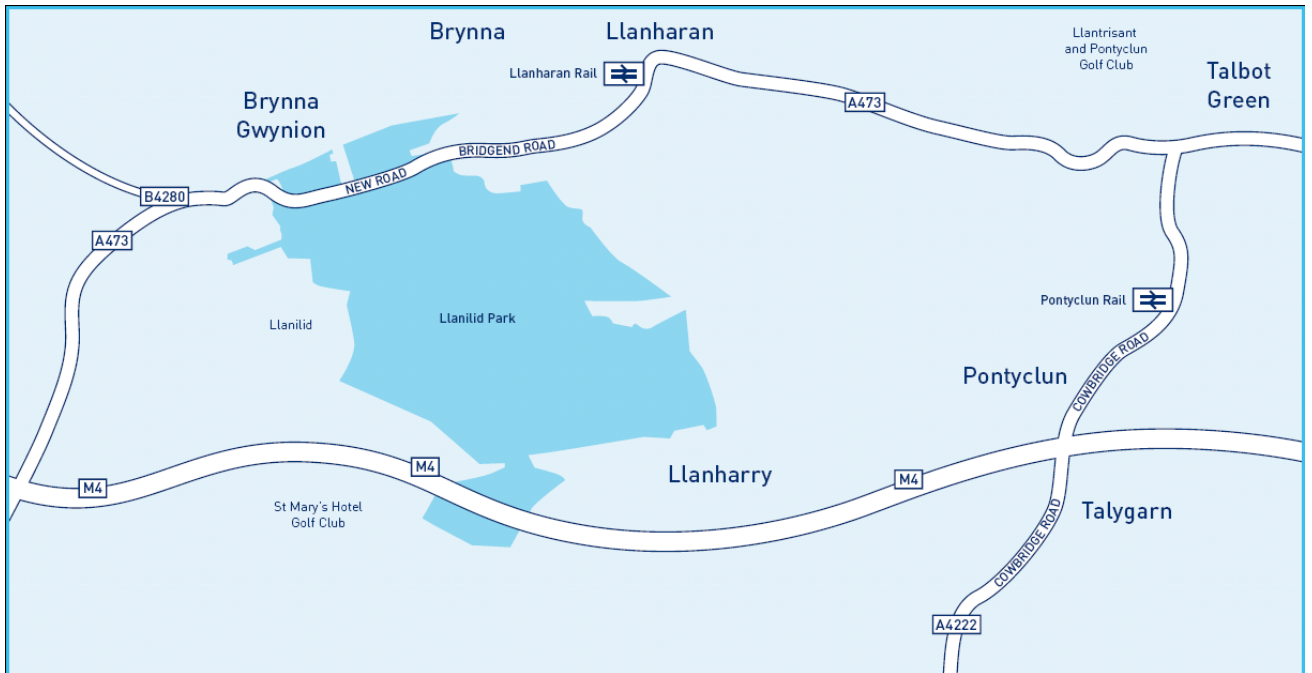 Brynna
Llanharan
Llantrisant
and Pontyclun
Golf Club
Llanharan Rail
Talbot
Green
Brynna
Gwynion
A473
BRIDGEND ROAD
NEW ROAD
B4280
A473
Pontyclun Rail
Llanilid
Llanilid Park
COWBRIDGE ROAD
Pontyclun
M4
M4
Llanharry
M4
St Mary's Hotel
Golf Club
Talygarn
COWBRIDGE ROAD
A4222